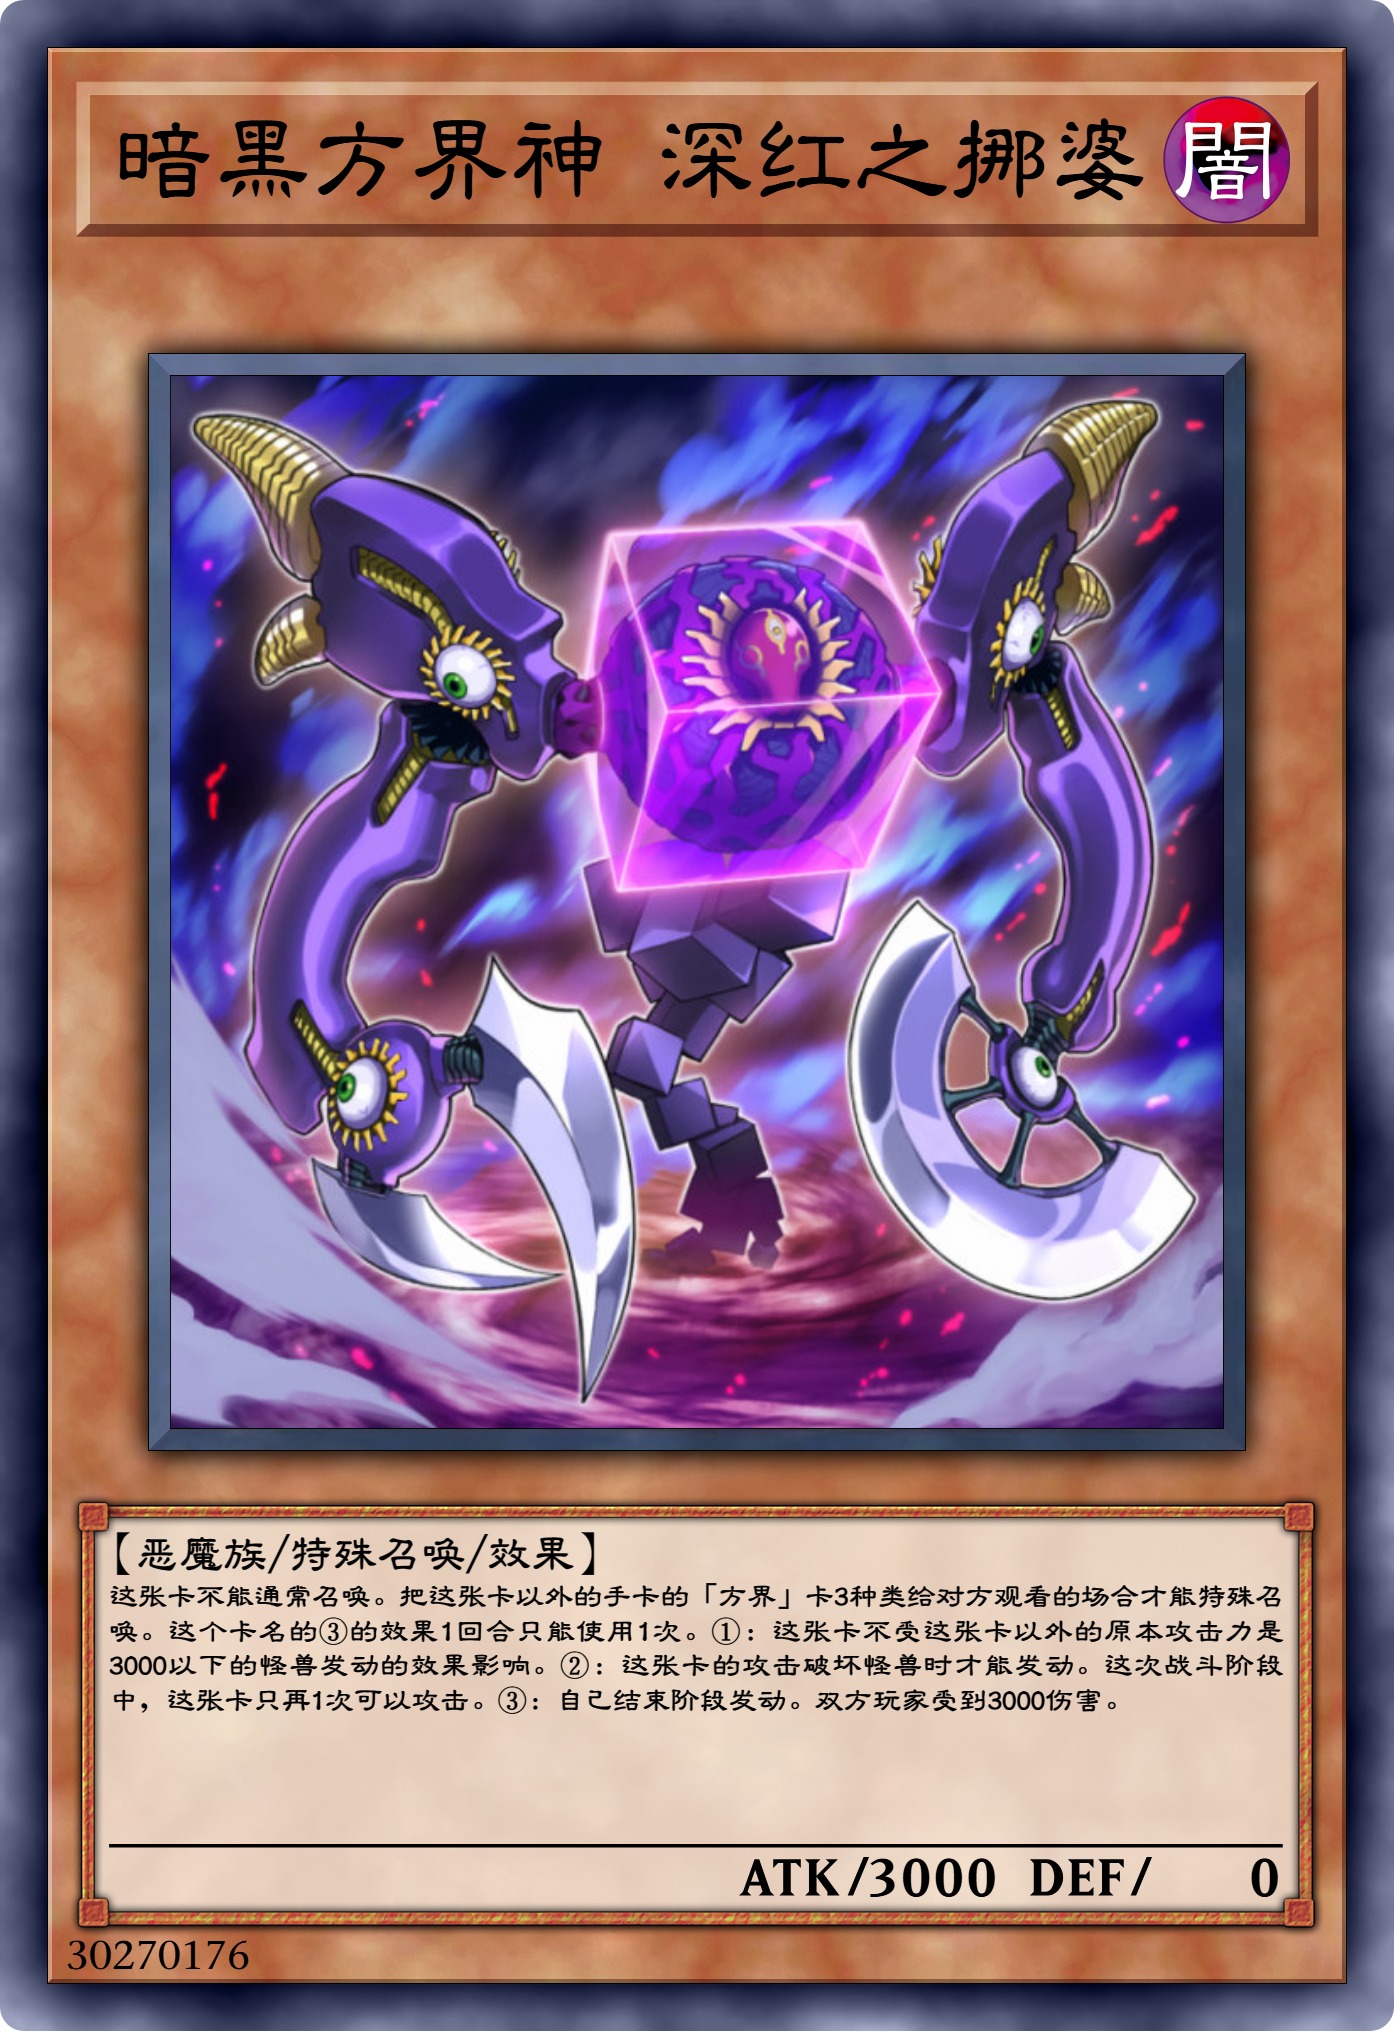 暗黑方界神 深红之挪婆 闇
【恶魔族/特殊召唤/效果】
这张卡不能通常召唤。把这张卡以外的手卡的「方界」卡3种类给对方观看的场合才能特殊召
唤。这个卡名的③的效果1回合只能使用1次。①：这张卡不受这张卡以外的原本攻击力是
3000以下的怪兽发动的效果影响。②：这张卡的攻击破坏怪兽时才能发动。这次战斗阶段
中，这张卡只再1次可以攻击。③：自己结束阶段发动。双方玩家受到3000伤害。
ATK/3000 DEF/ 0
30270176